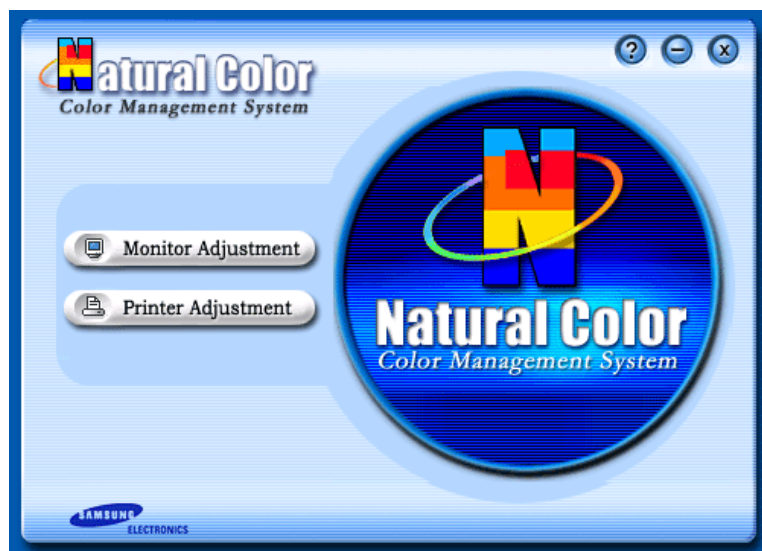 Natural Color
Color Management System
? − x
Monitor Adjustment
Printer Adjustment
N
Natural Color
Color Management System
SAMSUNG
ELECTRONICS